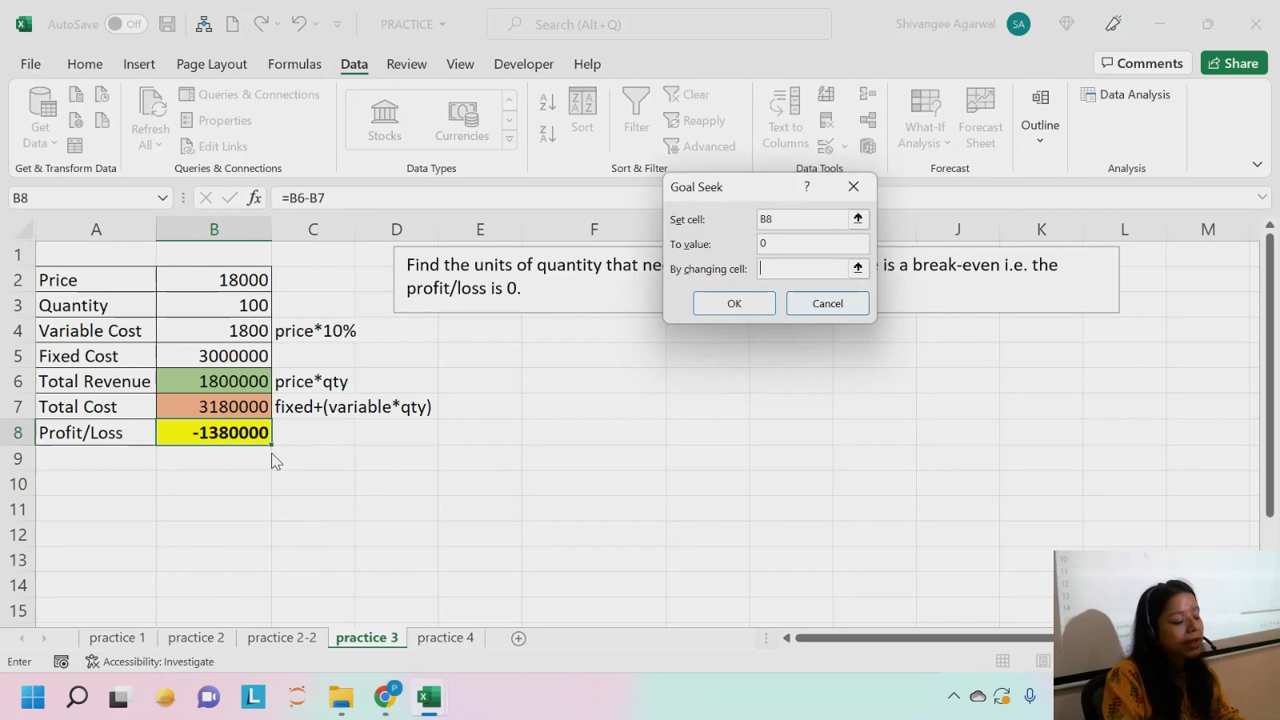 AutoSave Off PRACTICE Search (Alt+Q) Shivangee Agarwal SA
File Home Insert Page Layout Formulas Data Review View Developer Help Comments Share
Get Data
Refresh All
Queries & Connections
Properties
Edit Links
Stocks
Currencies
Sort
Filter
Clear
Reapply
Advanced
Text to Columns
What-If Analysis
Forecast Sheet
Outline
Data Analysis
Get & Transform Data Queries & Connections Data Types Sort & Filter Data Tools Forecast Analysis
B8 fx =B6-B7
Goal Seek ?
Set cell: B8
To value: 0
By changing cell:
OK Cancel
A B C D E F J K L M
1
2 Price 18000
3 Quantity 100
4 Variable Cost 1800 price*10%
5 Fixed Cost 3000000
6 Total Revenue 1800000 price*qty
7 Total Cost 3180000 fixed+(variable*qty)
8 Profit/Loss -1380000
9
10
11
12
13
14
15
Find the units of quantity that ne e is a break-even i.e. the
profit/loss is 0.
practice 1 practice 2 practice 2-2 practice 3 practice 4
Enter Accessibility: Investigate